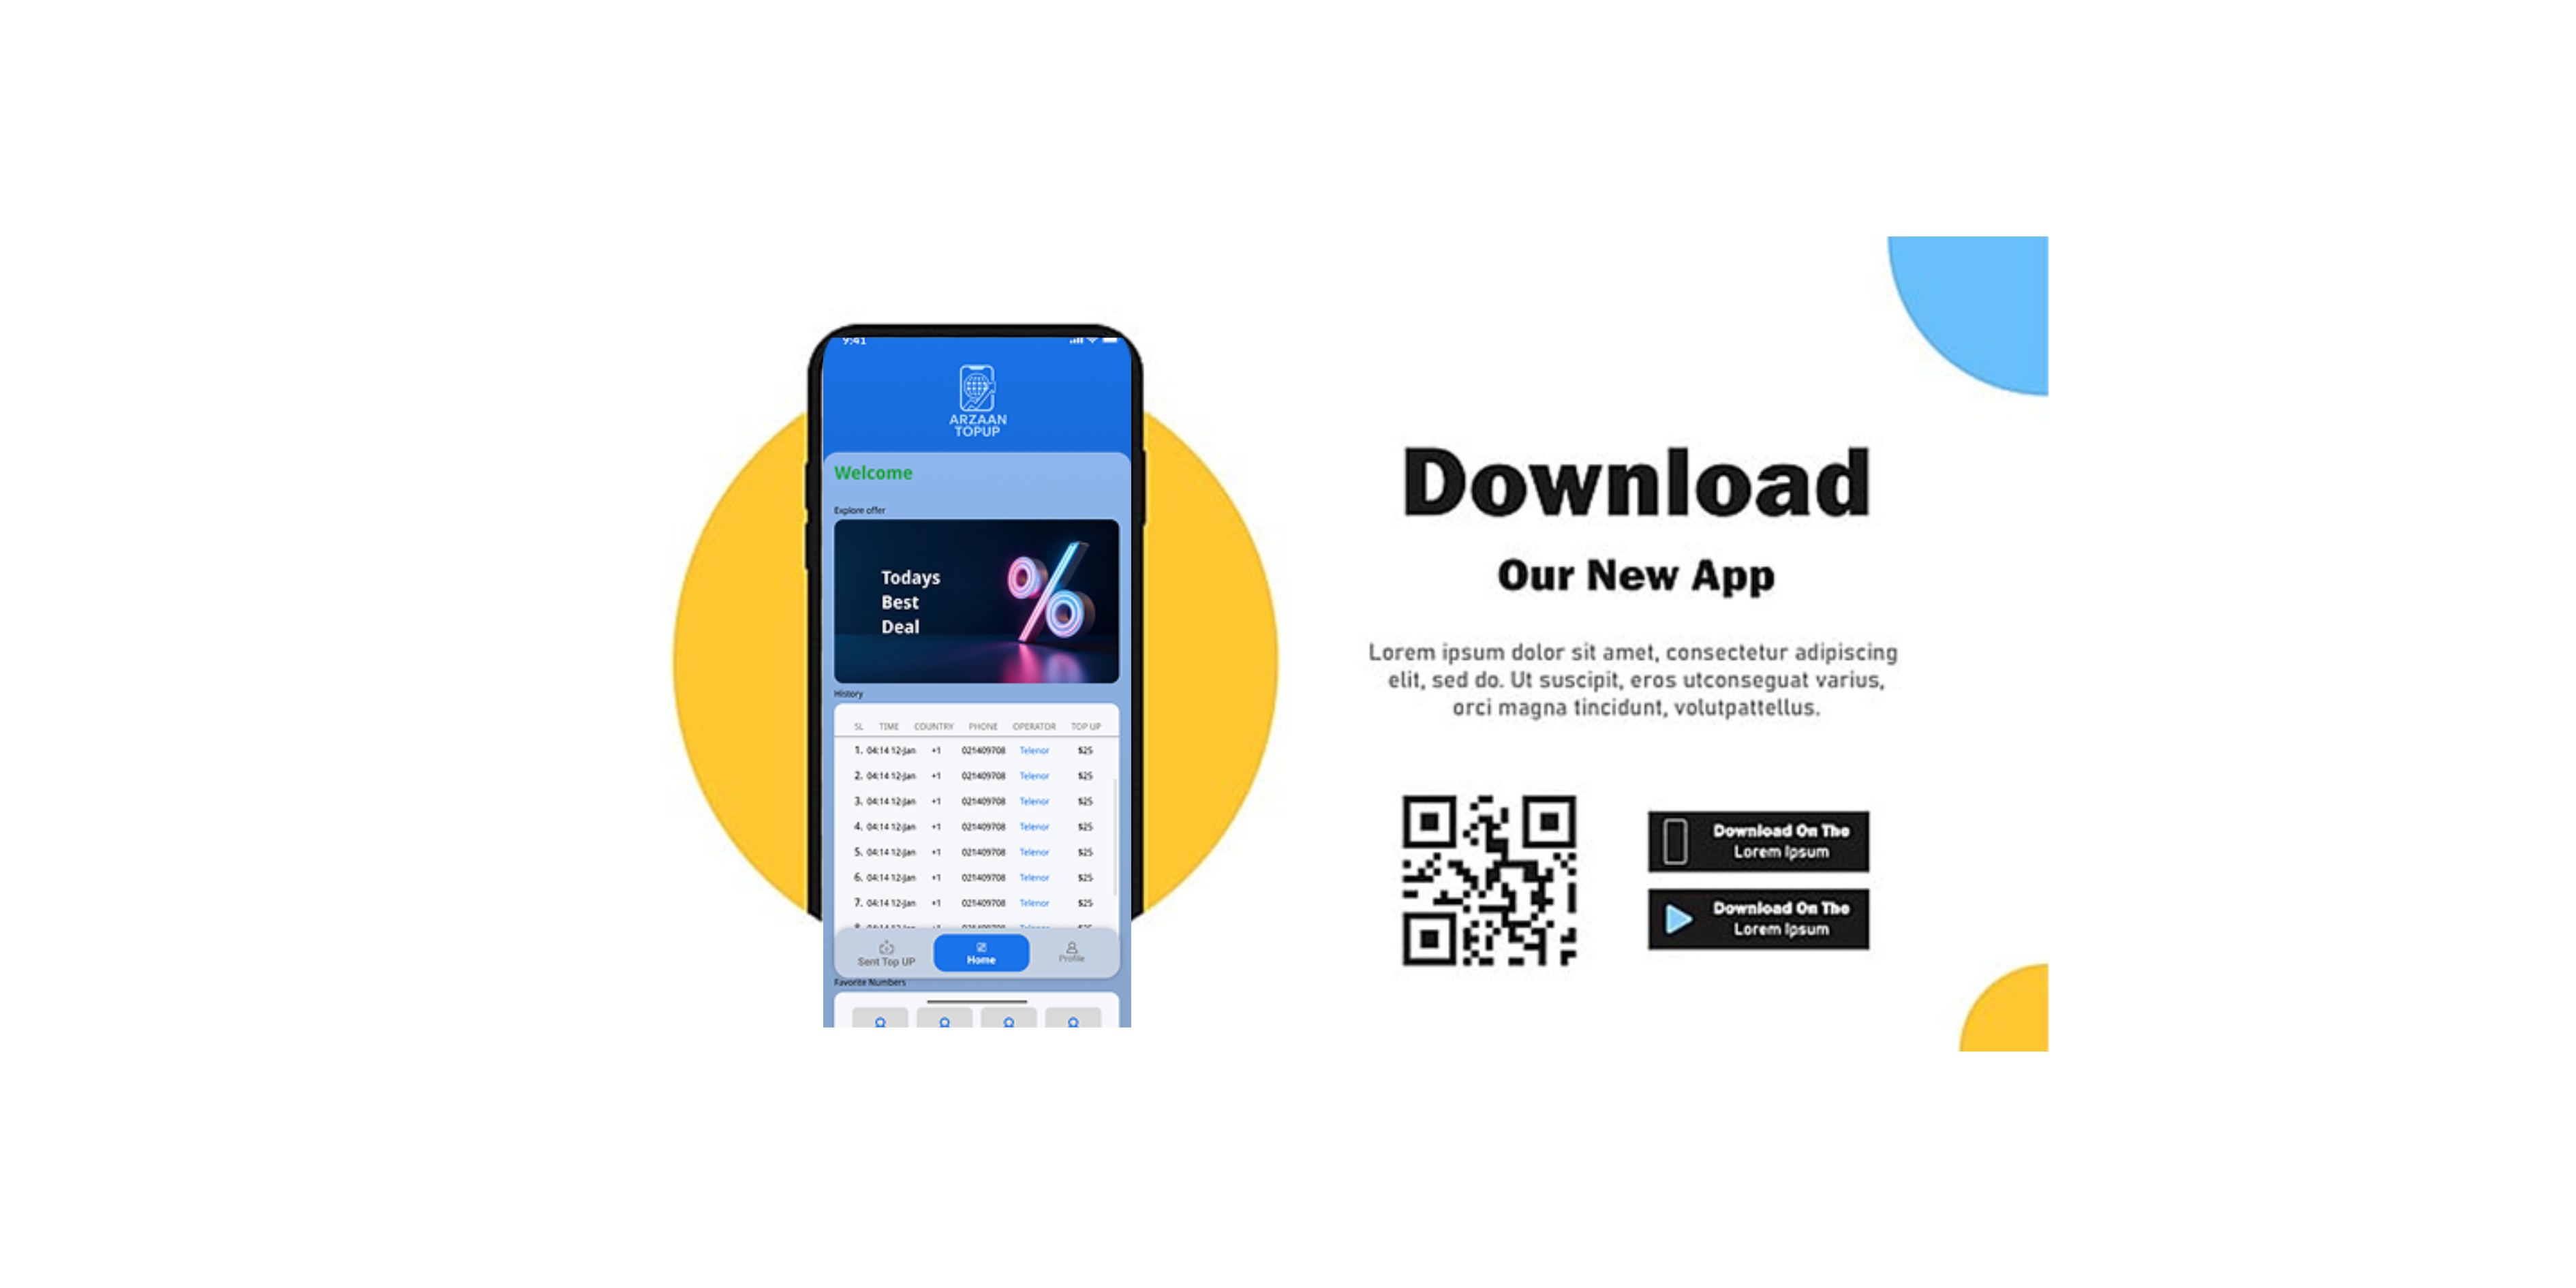 9:41
ARZAAN
TOPUP
Welcome
Explore offer
Todays
Best
Deal
History
SL TIME COUNTRY PHONE OPERATOR TOP UP
1. 04:14 12-Jan +1 021409708 Telenor $25
2. 04:14 12-Jan +1 021409708 Telenor $25
3. 04:14 12-Jan +1 021409708 Telenor $25
4. 04:14 12-Jan +1 021409708 Telenor $25
5. 04:14 12-Jan +1 021409708 Telenor $25
6. 04:14 12-Jan +1 021409708 Telenor $25
7. 04:14 12-Jan +1 021409708 Telenor $25
Sent Top UP
Home
Profile
Favorite Numbers
Download
Our New App
Lorem ipsum dolor sit amet, consectetur adipiscing
elit, sed do. Ut suscipit, eros utconseguat varius,
orci magna tincidunt, volutpattellus.
Download On The
Lorem Ipsum
Download On The
Lorem Ipsum